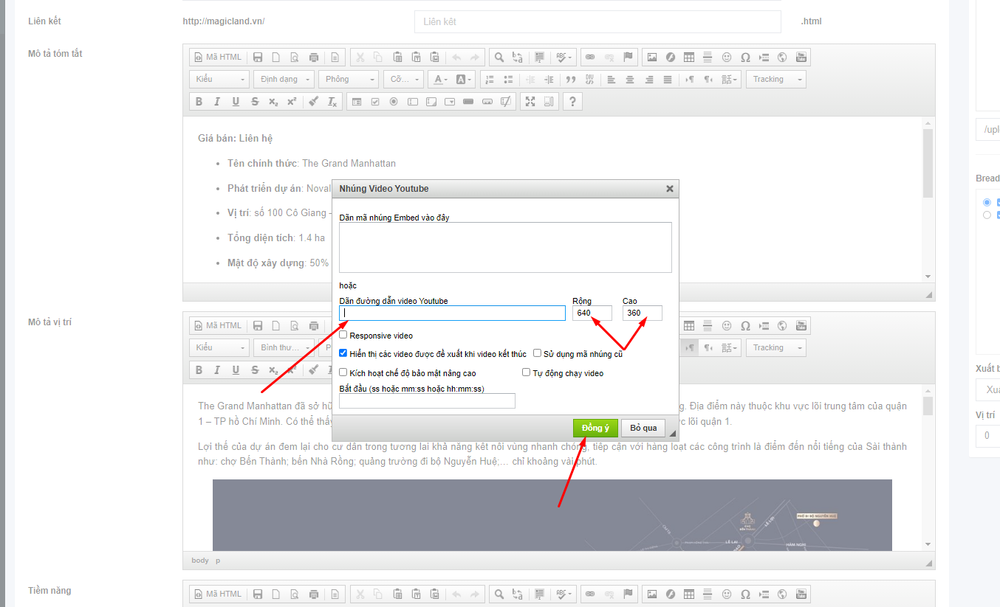 Liên kết
http://magicland.vn/
Liên kết
.html
Mô tả tóm tắt
Mã HTML
Kiểu
Định dạng
Phông
Cỡ...
Tracking
/upl
Giá bán: Liên hệ
Tên chính thức: The Grand Manhattan
Phát triển dự án: Noval
Vị trí: số 100 Cô Giang –
Tổng diện tích: 1.4 ha
Mật độ xây dựng: 50%
Bread
Nhúng Video Youtube
Dãn mã nhúng Embed vào đây
hoặc
Dãn đường dẫn video Youtube
Rộng
Cao
640
360
Responsive video
Hiển thị các video được đề xuất khi video kết thúc
Sử dụng mã nhúng cũ
Kích hoạt chế độ bảo mật nâng cao
Tự động chạy video
Bắt đầu (ss hoặc mm:ss hoặc hh:mm:ss)
Đồng ý
Bỏ qua
Mô tả vị trí
Mã HTML
Kiểu
Bình thư...
P
Tracking
Xuất b
Xuấ
Vị trí
0
The Grand Manhattan đã sở hữ
g. Địa điểm này thuộc khu vực lõi trung tâm của quận
1 – TP hồ Chí Minh. Có thể thấy
c lõi quận 1.
Lợi thế của dự án đem lại cho cư dân trong tương lai khả năng kết nối vùng nhanh chóng, tiếp cận với hàng loạt các công trình là điểm đến nổi tiếng của Sài thành
như: chợ Bến Thành; bến Nhà Rồng; quảng trường đi bộ Nguyễn Huệ;... chỉ khoảng vài phút.
PHỐ ĐI BỘ NGUYỄN HUỆ
LÊ LỢI
LÊ LAI
HÀM NGHI
body p
Tiềm năng
Mã HTML